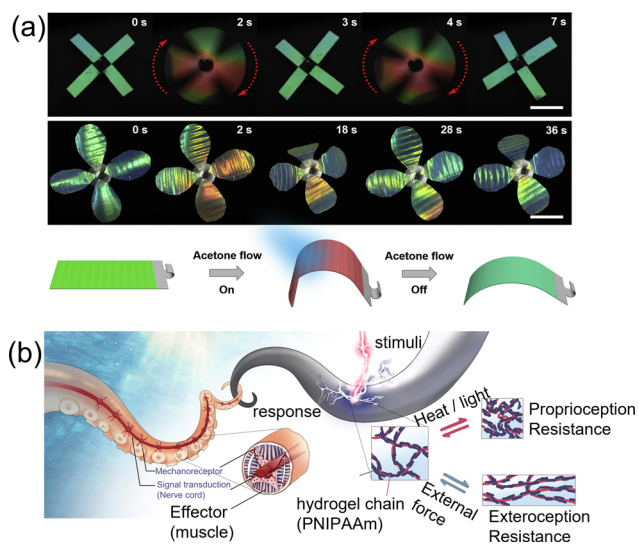 (a)
0 s
2 s
3 s
4 s
7 s
0 s
2 s
18 s
28 s
36 s
Acetone flow
On
Acetone flow
Off
(b)
stimuli
response
Heat / light
Proprioception
Resistance
Mechanoreceptor
Signal transduction
(Nerve cord)
Effector
(muscle)
hydrogel chain
(PNIPAAm)
External
force
Exteroception
Resistance